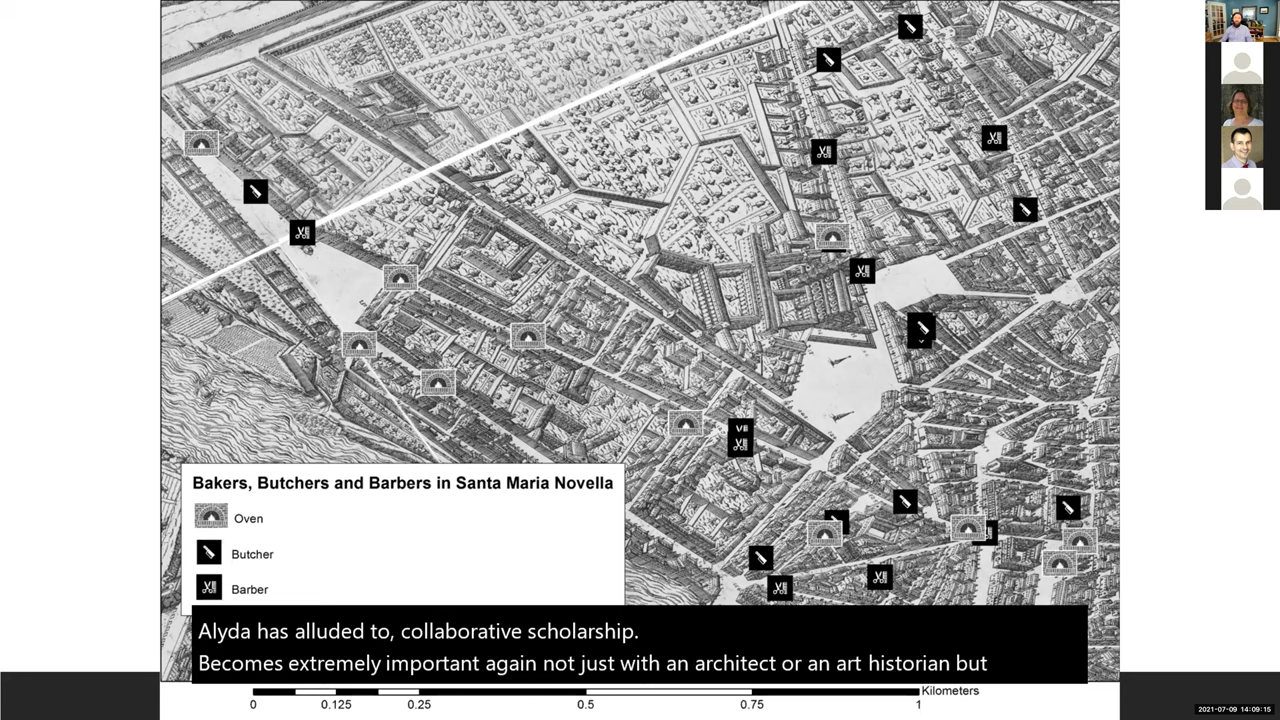 Bakers, Butchers and Barbers in Santa Maria Novella
Oven
Butcher
Barber
Alyda has alluded to, collaborative scholarship.
Becomes extremely important again not just with an architect or an art historian but
Kilometers
0 0.125 0.25 0.5 0.75 1
2021-07-09 14:09:15